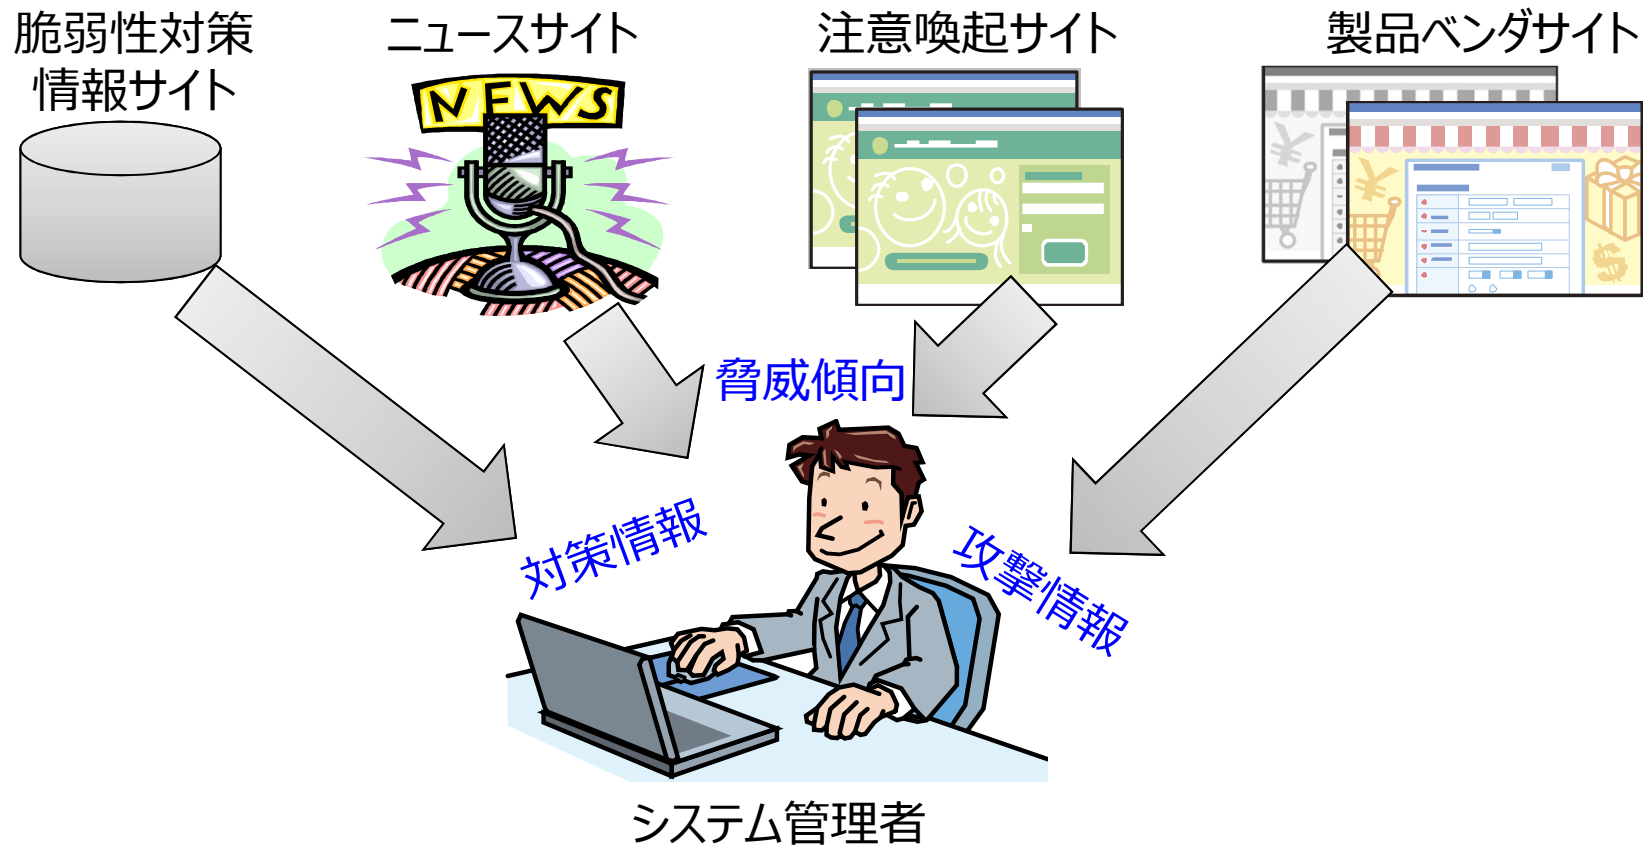 脆弱性対策
情報サイト
ニュースサイト
注意喚起サイト
製品ベンダサイト
NEWS
脅威傾向
対策情報
攻撃情報
システム管理者